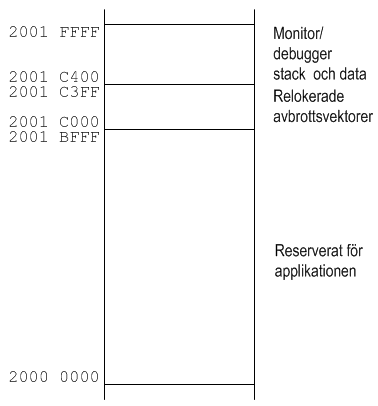 2001 FFFF
Monitor/
debugger
stack och data
2001 C400
2001 C3FF
Relokerade
avbrottsvektorer
2001 C000
2001 BFFF
Reserverat för
applikationen
2000 0000